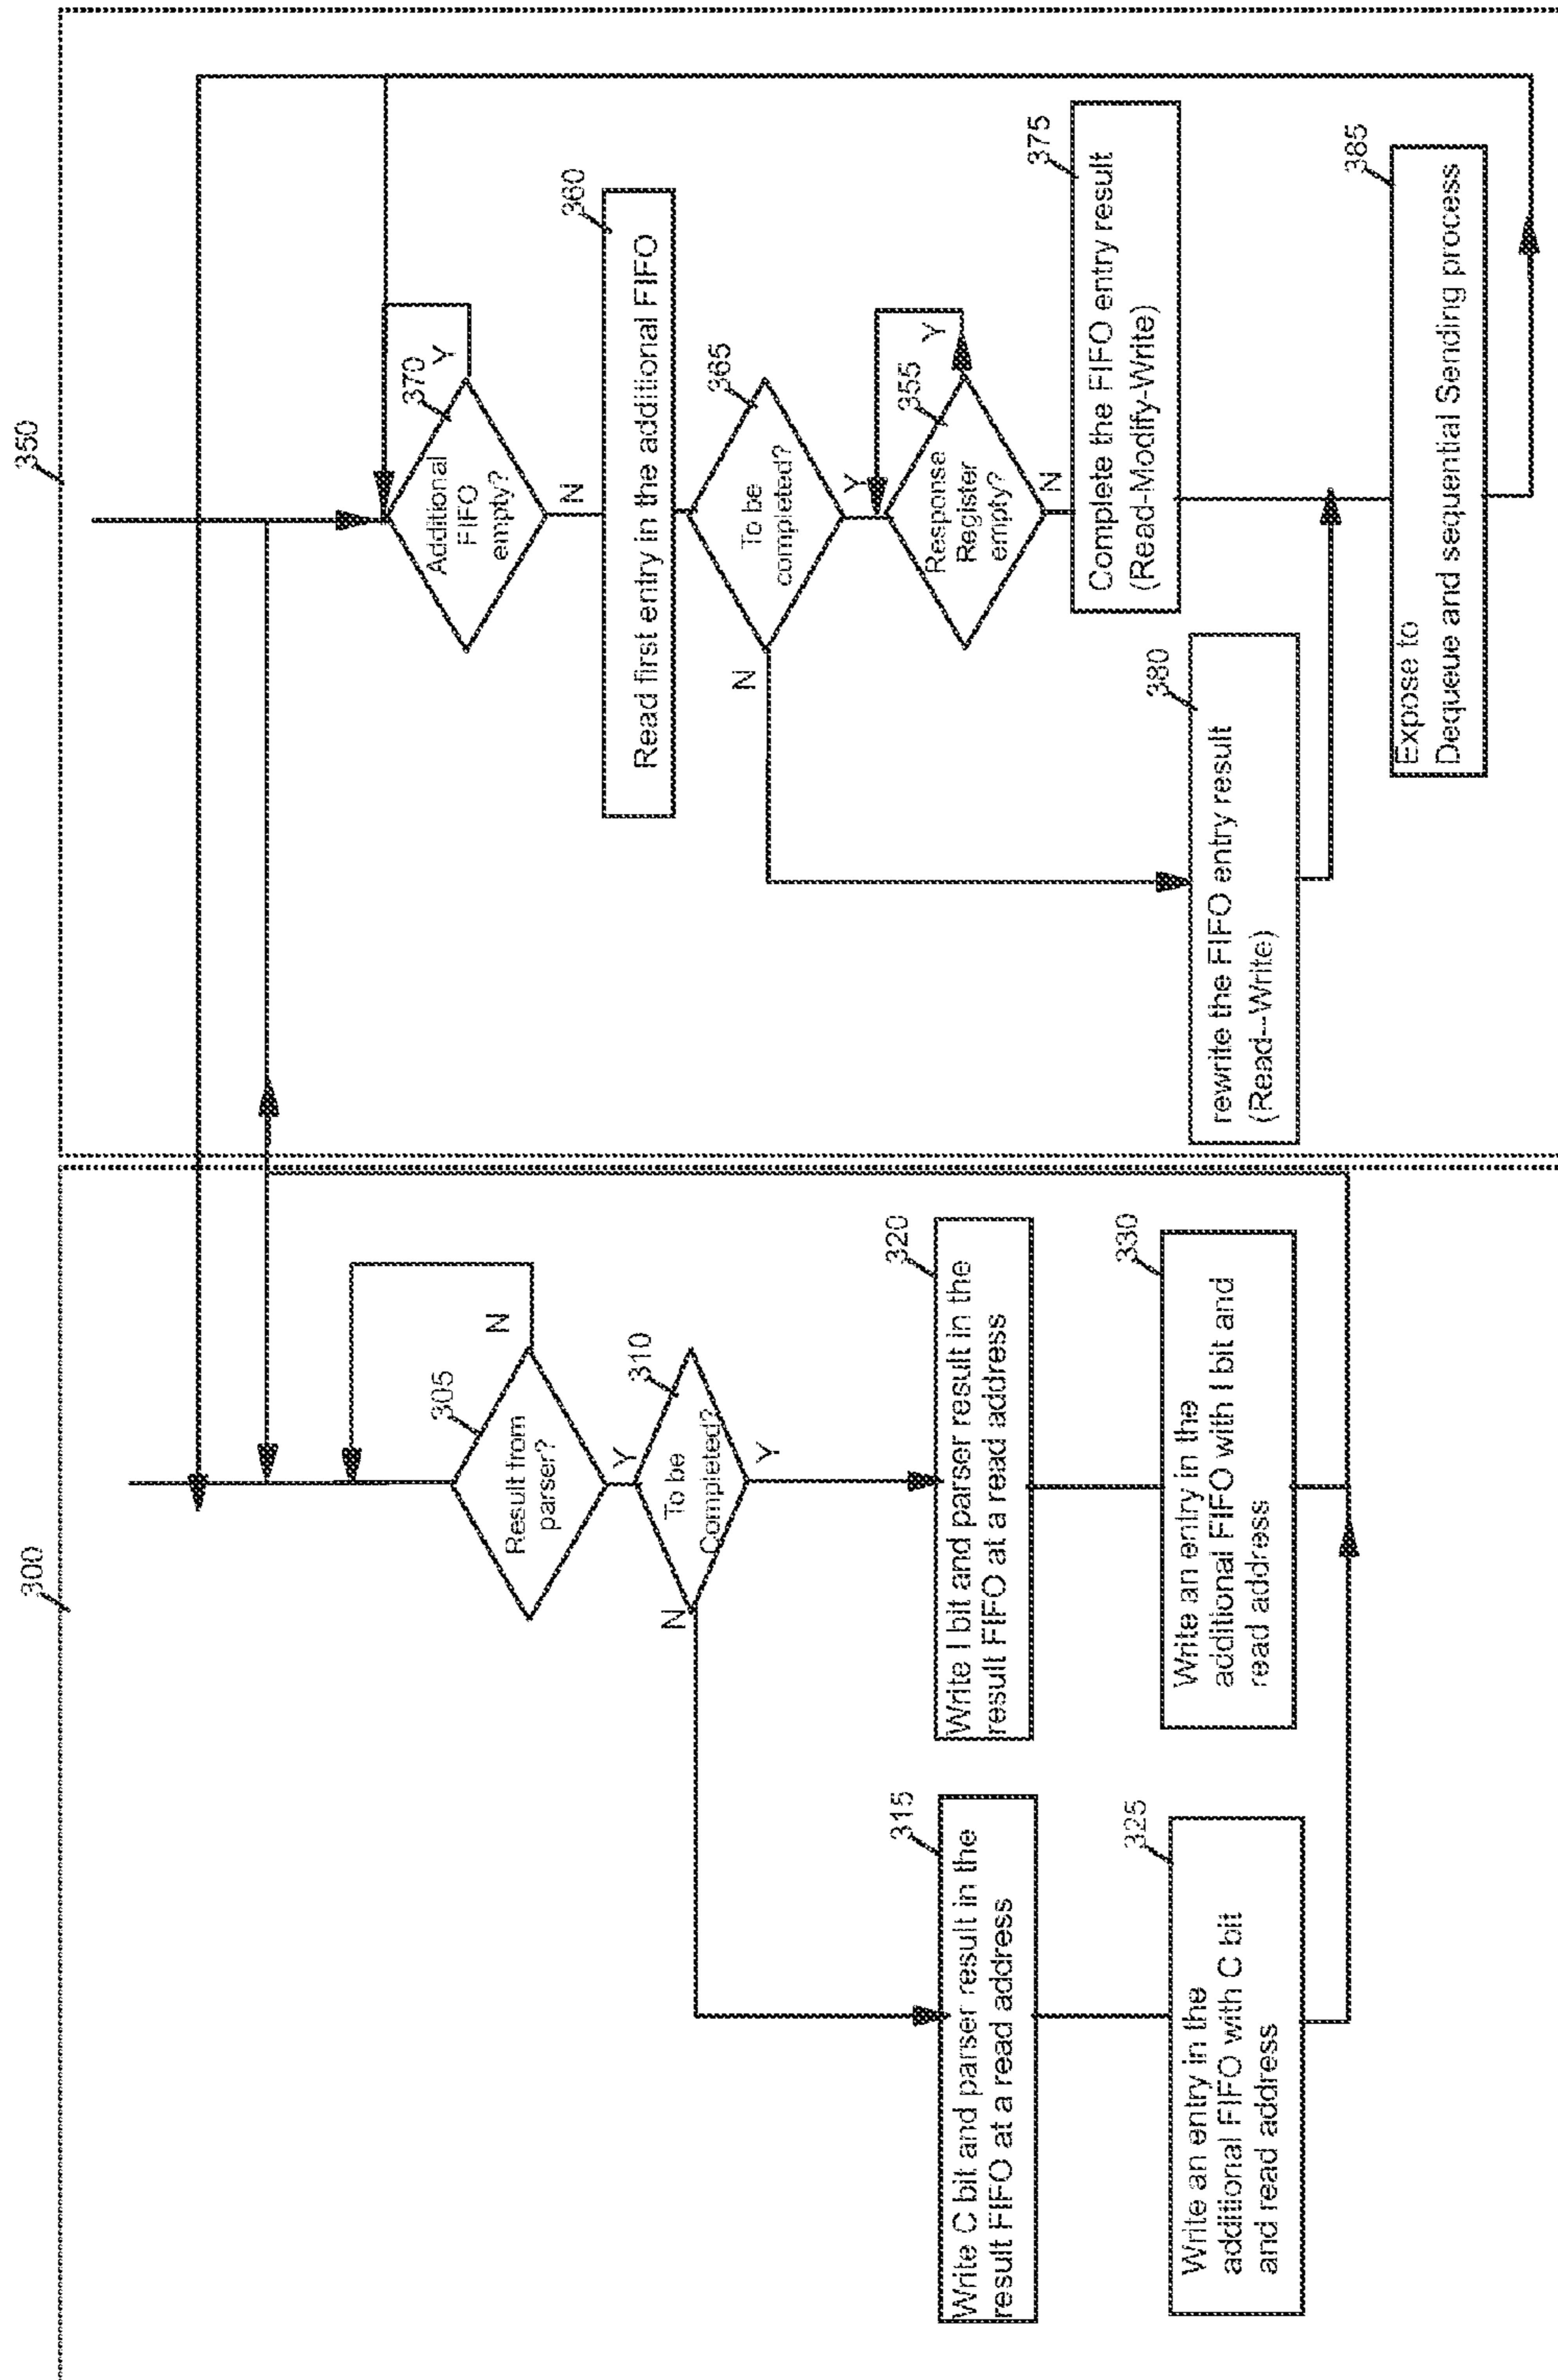 300
305
Result from
parser?
N
Y
310
To be
Completed?
N
Y
315
Write C bit and parser result in the
result FIFO at a read address
320
Write I bit and parser result in the
result FIFO at a read address
325
Write an entry in the
additional FIFO with C bit
and read address
330
Write an entry in the
additional FIFO with I bit and
read address
350
370
Additional
FIFO
empty?
Y
N
360
Read first entry in the additional FIFO
365
To be
completed?
N
Y
355
Response
Register
empty?
Y
N
375
Complete the FIFO entry result
(Read-Modify-Write)
380
rewrite the FIFO entry result
(Read--Write)
385
Expose to
Dequeue and sequential Sending process